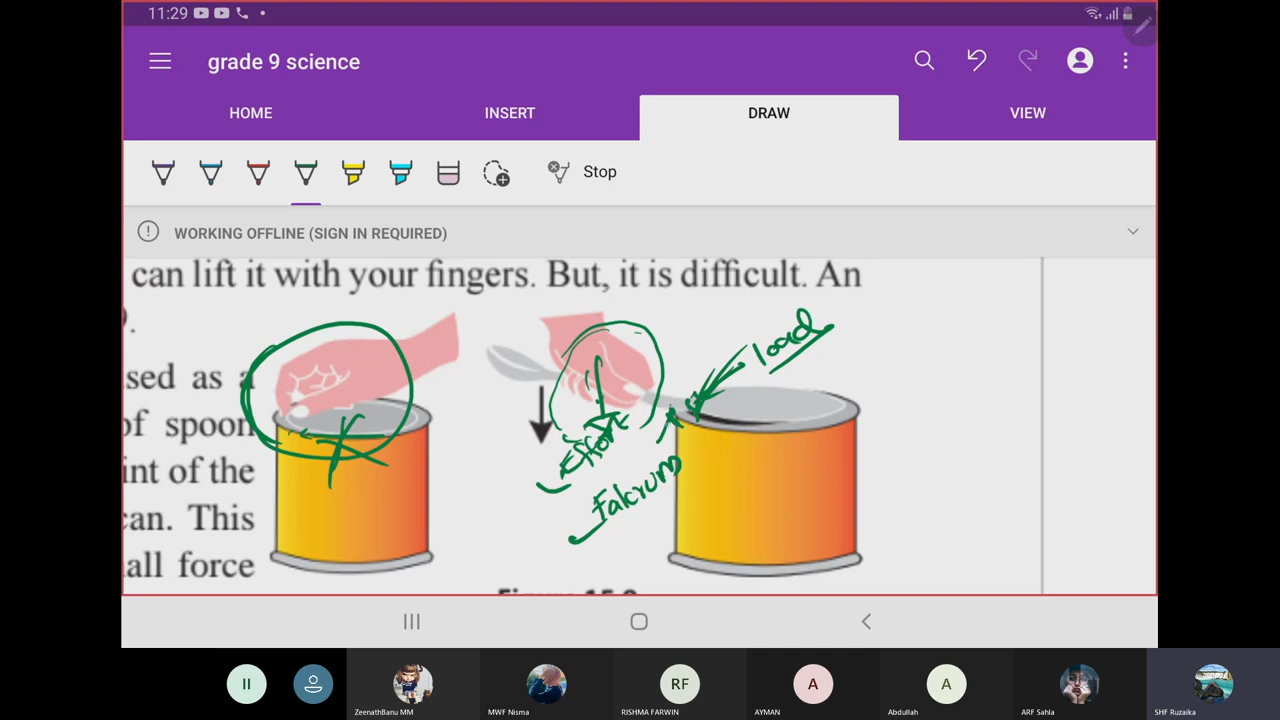 11:29
grade 9 science
HOME INSERT DRAW VIEW
Stop
WORKING OFFLINE (SIGN IN REQUIRED)
can lift it with your fingers. But, it is difficult. An
).
load
sed as a
of spoon
Effort
int of the
Falcrum
can. This
all force
II
RF
A
A
ZeenathBanu MM
MWF Nisma
RISHMA FARWIN
AYMAN
Abdullah
ARF Sahla
SHF Ruzaika